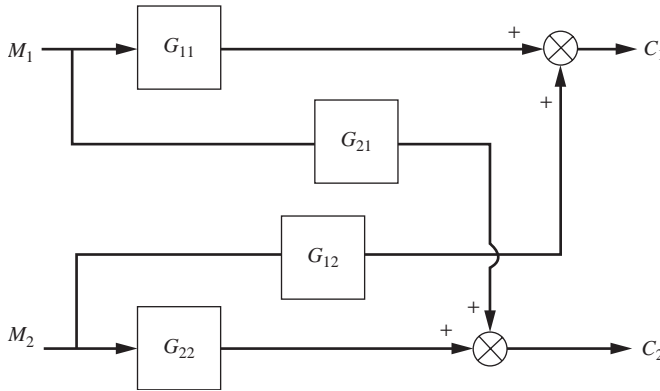 M₁ G₁₁ + C₁
+
G₂₁
G₁₂
+
M₂ G₂₂ + C₂